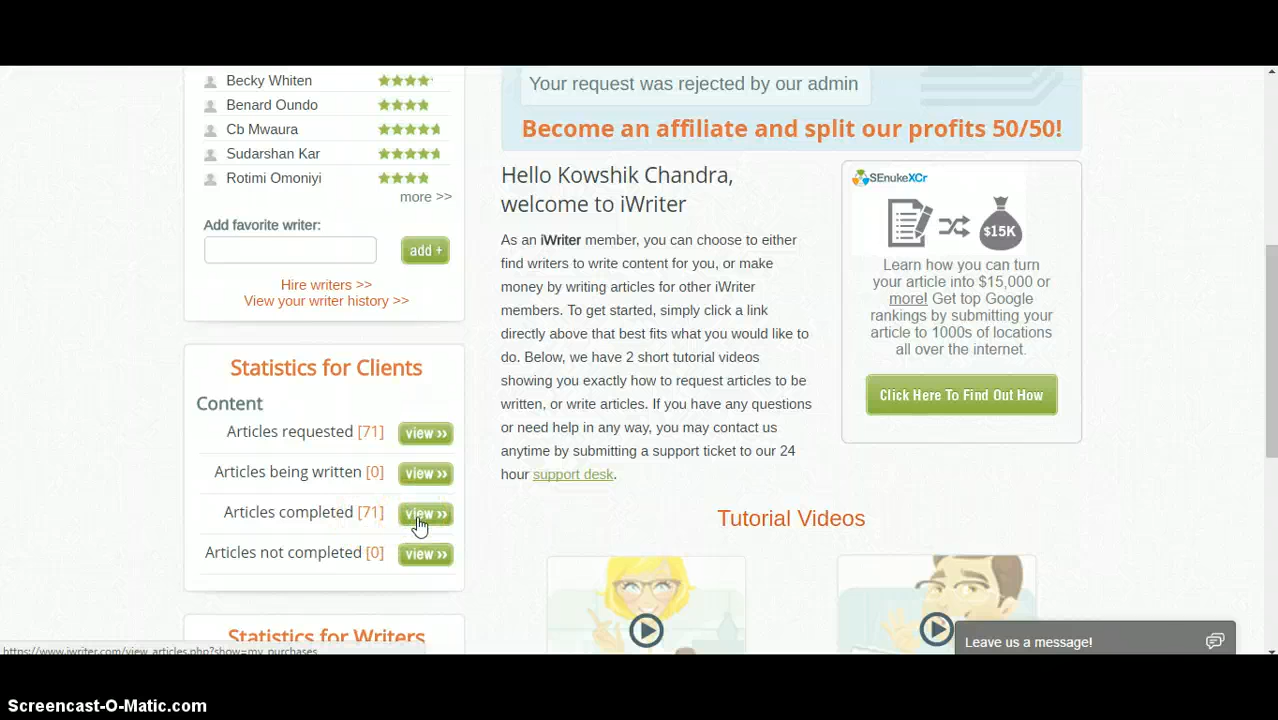 Becky Whiten
Benard Oundo
Cb Mwaura
Sudarshan Kar
Rotimi Omoniyi
more >>
Add favorite writer:
add +
Hire writers >>
View your writer history >>
Statistics for Clients
Content
Articles requested [71] view >>
Articles being written [0] view >>
Articles completed [71] view >>
Articles not completed [0] view >>
Statistics for Writers
Your request was rejected by our admin
Become an affiliate and split our profits 50/50!
Hello Kowshik Chandra,
welcome to iWriter
As an iWriter member, you can choose to either
find writers to write content for you, or make
money by writing articles for other iWriter
members. To get started, simply click a link
directly above that best fits what you would like to
do. Below, we have 2 short tutorial videos
showing you exactly how to request articles to be
written, or write articles. If you have any questions
or need help in any way, you may contact us
anytime by submitting a support ticket to our 24
hour support desk.
SEnukeXCr
$15K
Learn how you can turn
your article into $15,000 or
more! Get top Google
rankings by submitting your
article to 1000s of locations
all over the internet.
Click Here To Find Out How
Tutorial Videos
Leave us a message!
https://www.iwriter.com/view_articles.php?show=my_purchases
Screencast-O-Matic.com